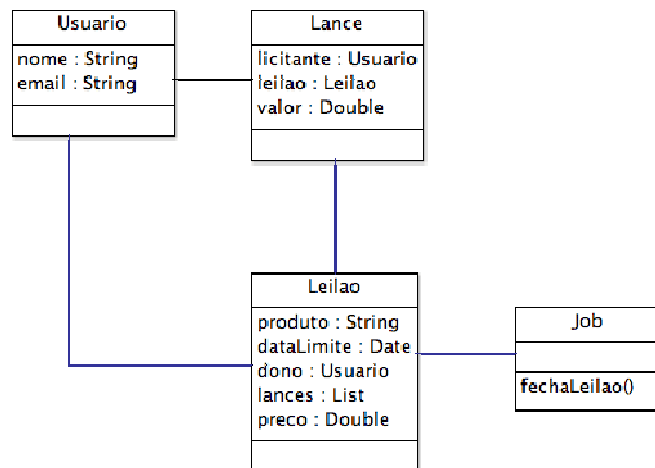 Usuario
nome : String
email : String
Lance
licitante : Usuario
leilao : Leilao
valor : Double
Leilao
produto : String
dataLimite : Date
dono : Usuario
lances : List
preco : Double
Job
fechaLeilao()